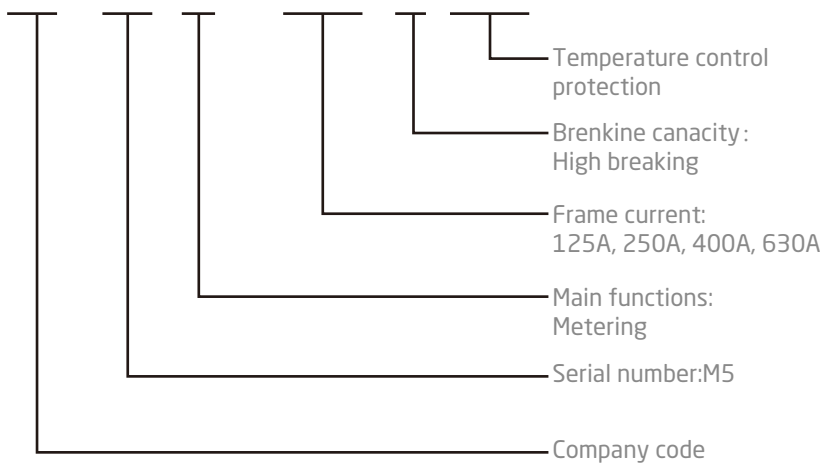 Temperature control
protection
Brenkine canacity:
High breaking
Frame current:
125A, 250A, 400A, 630A
Main functions:
Metering
Serial number:M5
Company code